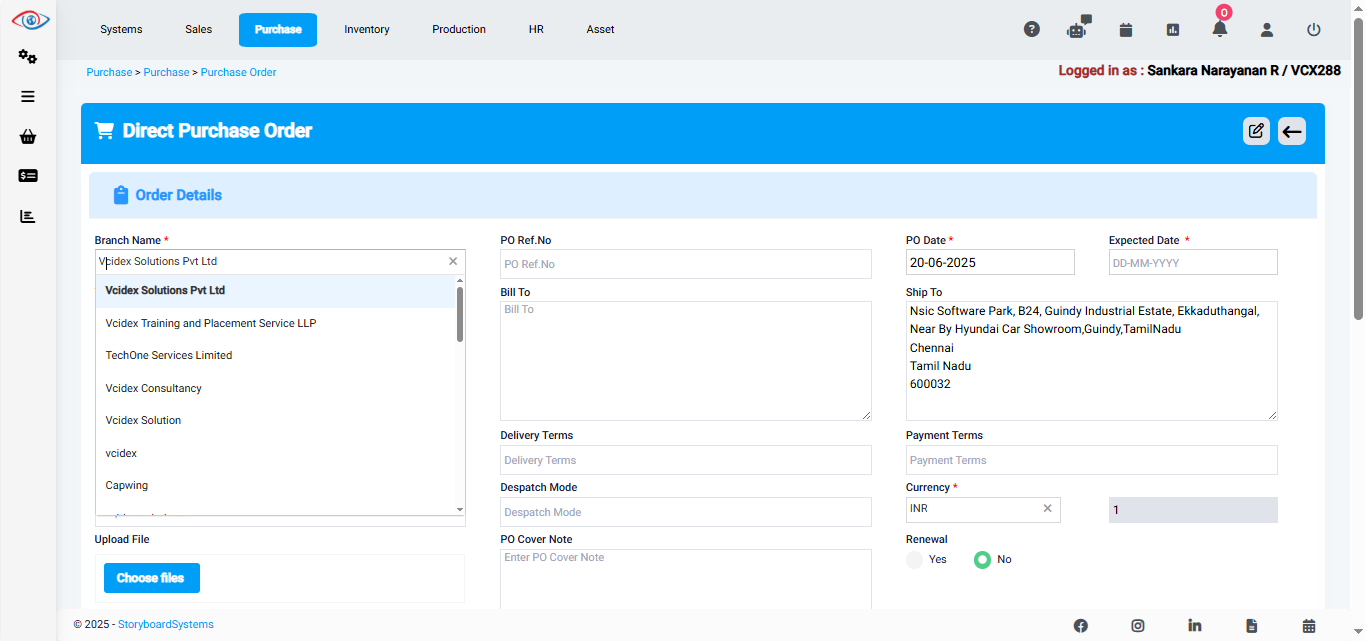 Systems
Sales
Purchase
Inventory
Production
HR
Asset
0
Purchase > Purchase > Purchase Order
Logged in as : Sankara Narayanan R / VCX288
Direct Purchase Order
Order Details
Branch Name *
Vcidex Solutions Pvt Ltd
Vcidex Solutions Pvt Ltd
Vcidex Training and Placement Service LLP
TechOne Services Limited
Vcidex Consultancy
Vcidex Solution
vcidex
Capwing
Upload File
Choose files
PO Ref.No
PO Ref.No
Bill To
Bill To
Delivery Terms
Delivery Terms
Despatch Mode
Despatch Mode
PO Cover Note
Enter PO Cover Note
PO Date *
20-06-2025
Expected Date *
DD-MM-YYYY
Ship To
Nsic Software Park, B24, Guindy Industrial Estate, Ekkaduthangal,
Near By Hyundai Car Showroom,Guindy,TamilNadu
Chennai
Tamil Nadu
600032
Payment Terms
Payment Terms
Currency *
INR
1
Renewal
Yes
No
© 2025 - StoryboardSystems